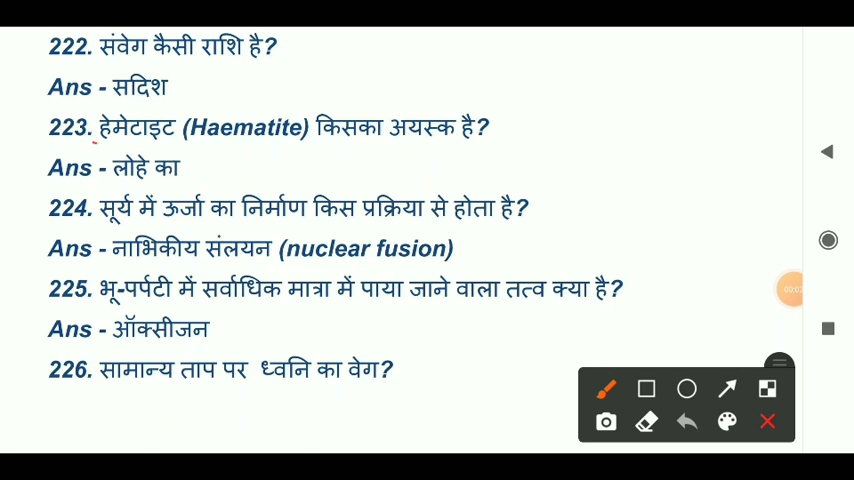 222. संवेग कैसी राशि है?
Ans - सदिश
223. हेमेटाइट (Haematite) किसका अयस्क है?
Ans - लोहे का
224. सूर्य में ऊर्जा का निर्माण किस प्रक्रिया से होता है?
Ans - नाभिकीय संलयन (nuclear fusion)
225. भू-पर्पटी में सर्वाधिक मात्रा में पाया जाने वाला तत्व क्या है?
Ans - ऑक्सीजन
226. सामान्य ताप पर ध्वनि का वेग?